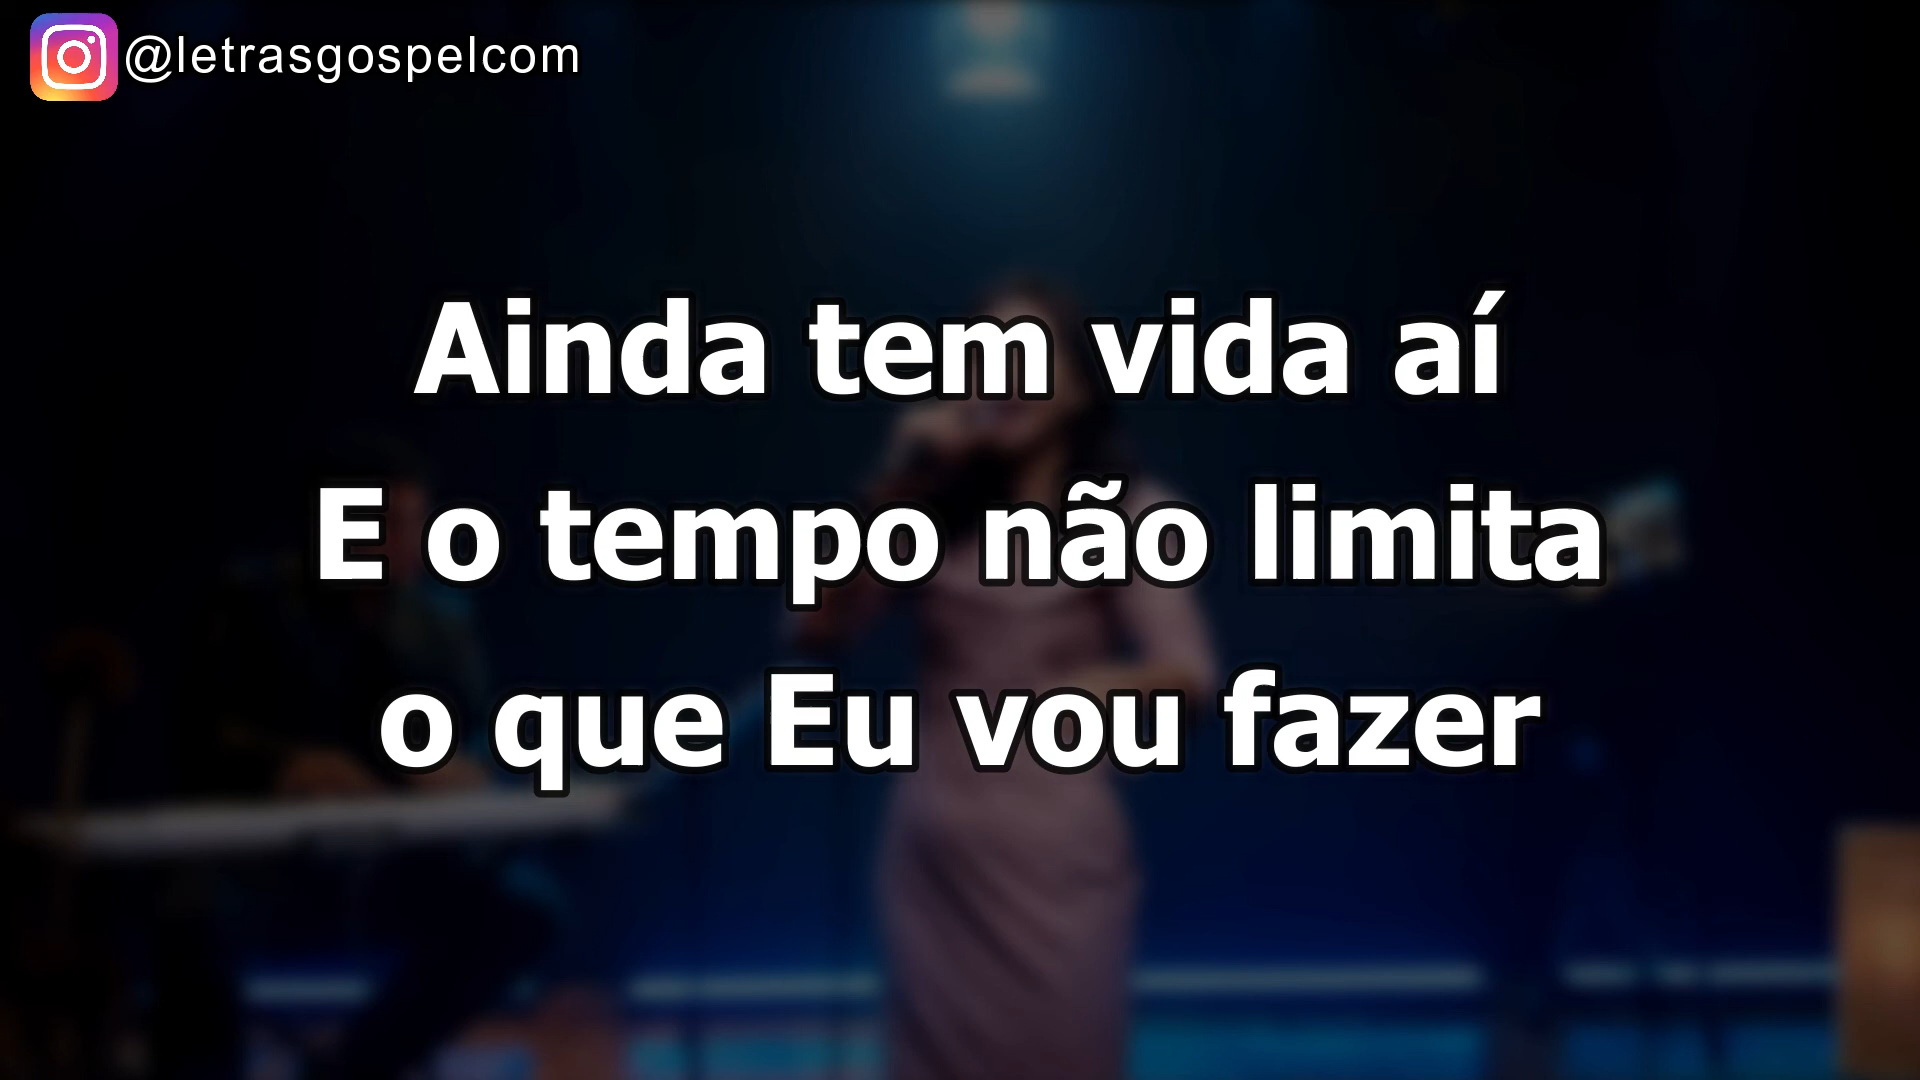 @letrasgospelcom
Ainda tem vida aí
E o tempo não limita
o que Eu vou fazer